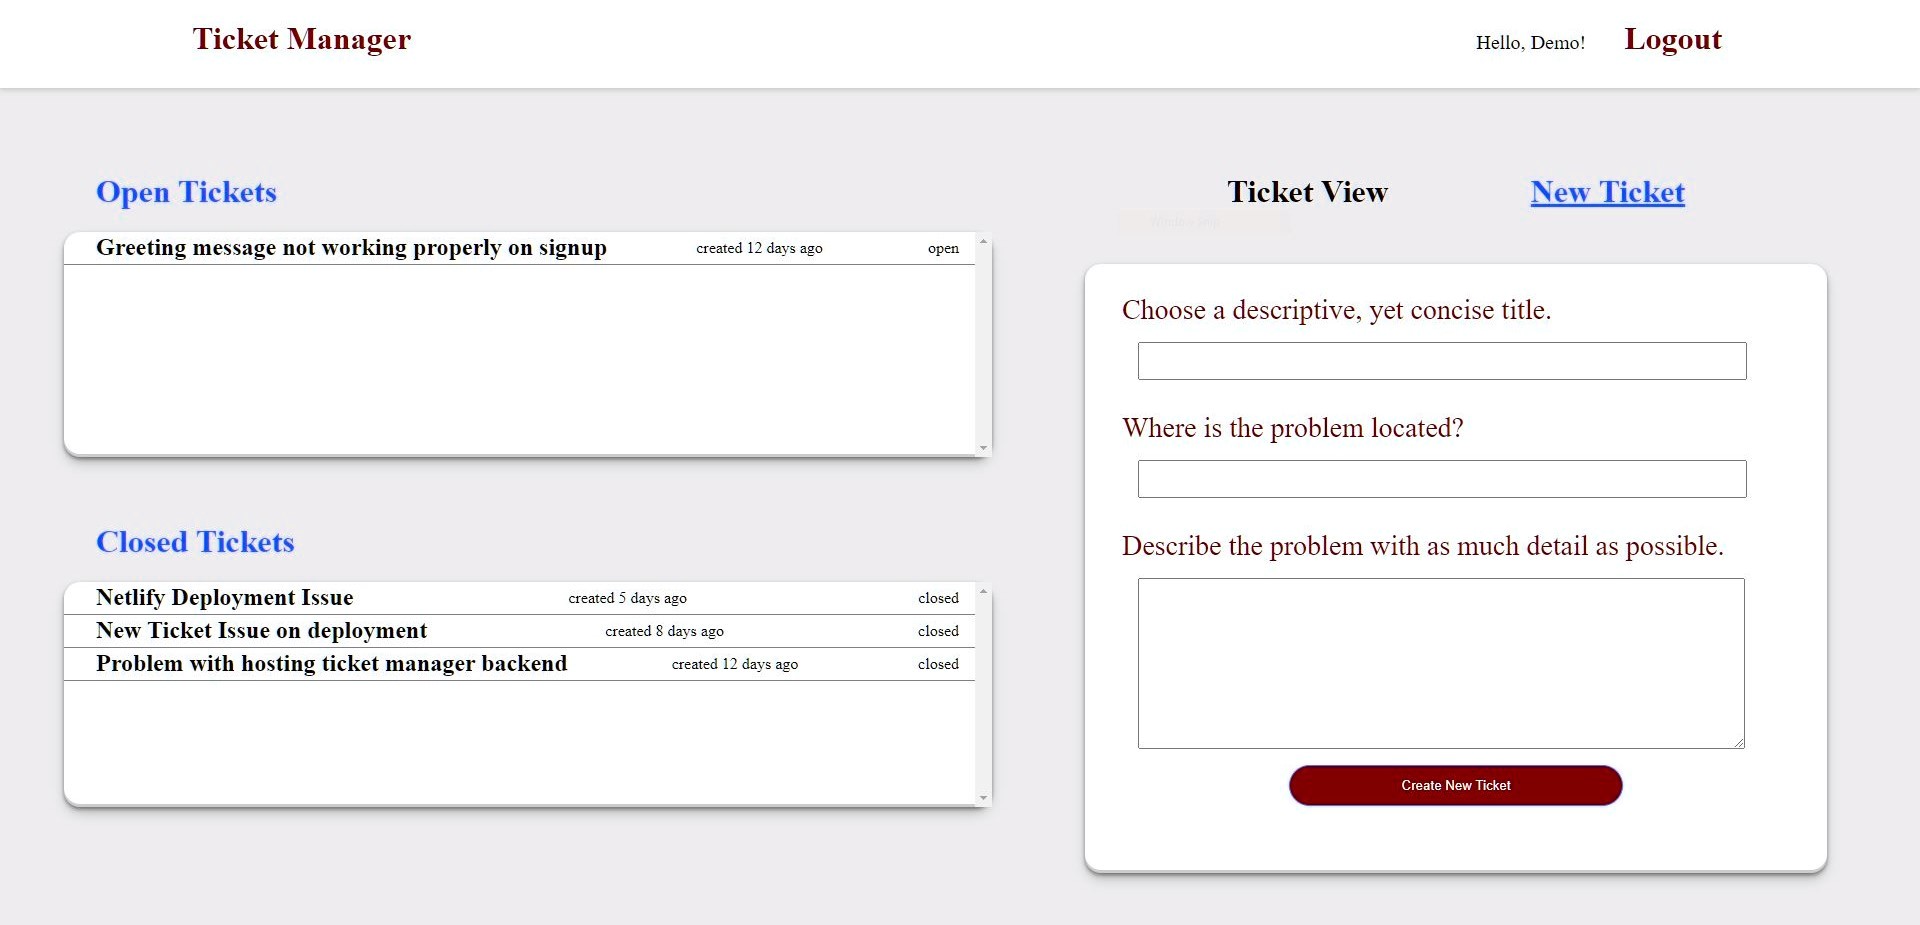 Ticket Manager
Hello, Demo!
Logout
Open Tickets
Greeting message not working properly on signup created 12 days ago open
Closed Tickets
Netlify Deployment Issue created 5 days ago closed
New Ticket Issue on deployment created 8 days ago closed
Problem with hosting ticket manager backend created 12 days ago closed
Ticket View
New Ticket
Choose a descriptive, yet concise title.
Where is the problem located?
Describe the problem with as much detail as possible.
Create New Ticket